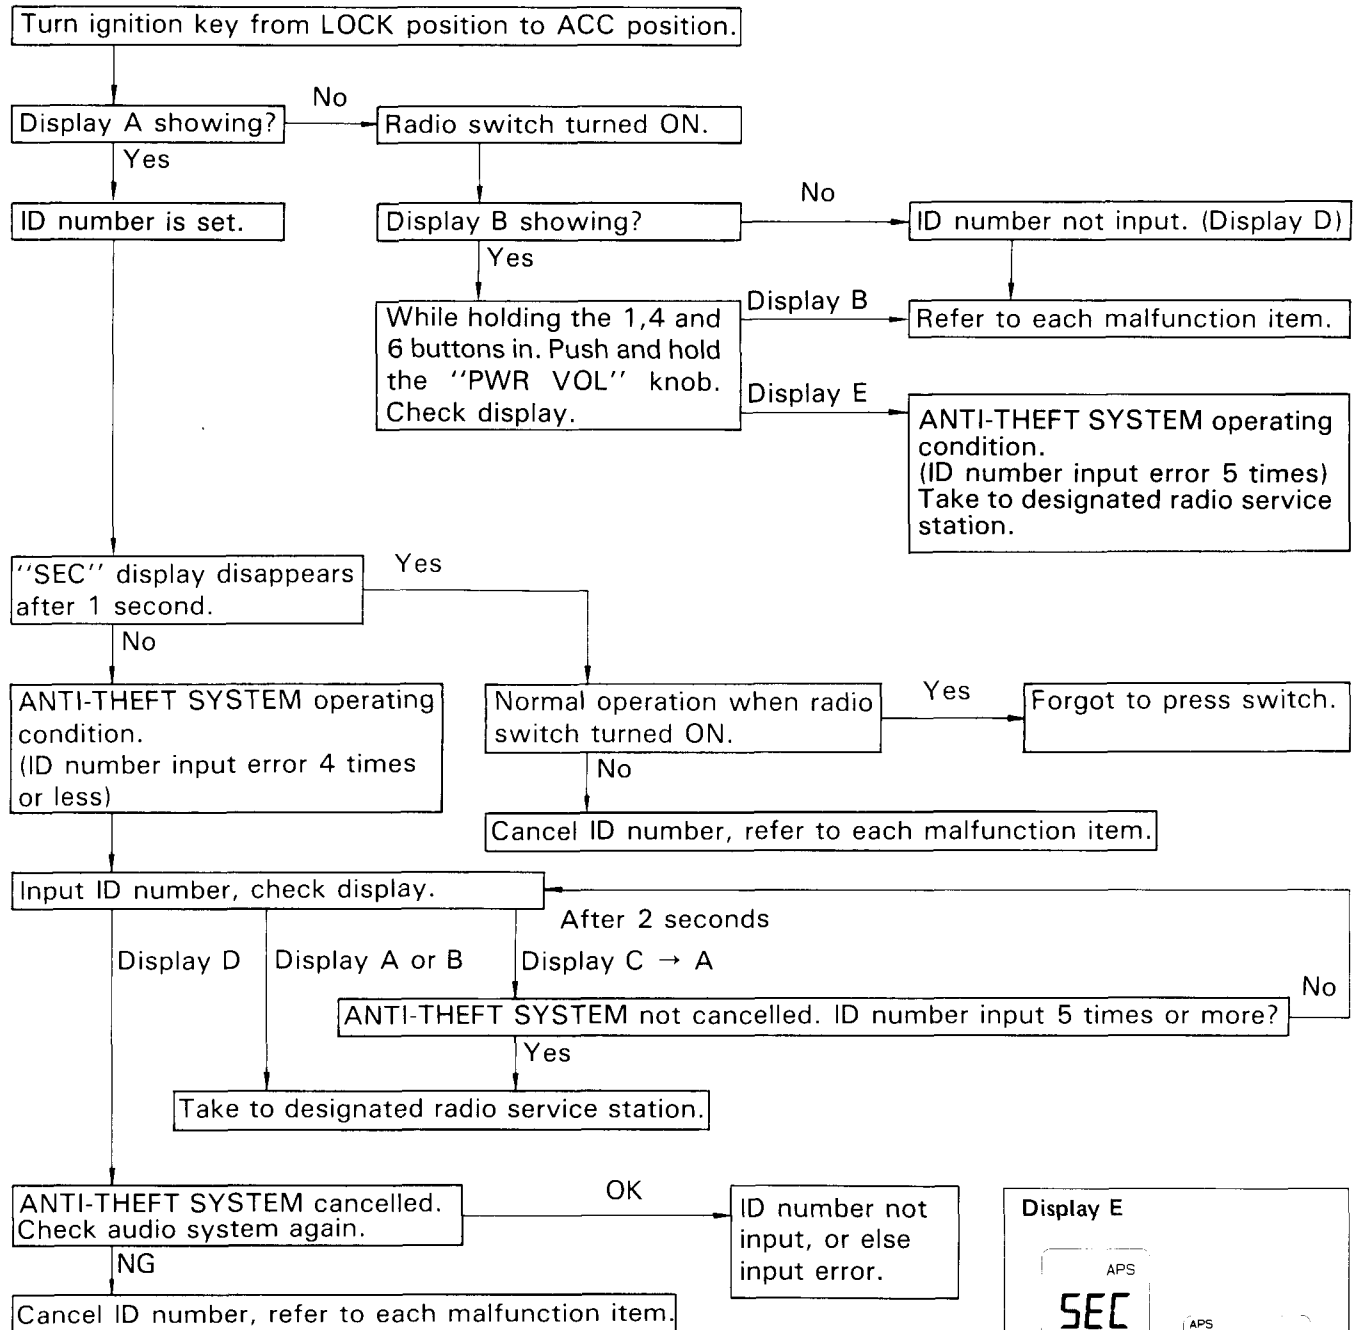 Turn ignition key from LOCK position to ACC position.
No
Display A showing?
Radio switch turned ON.
Yes
No
ID number is set.
Display B showing?
ID number not input. (Display D)
Yes
Display B
While holding the 1,4 and
6 buttons in. Push and hold
the ''PWR VOL'' knob.
Check display.
Refer to each malfunction item.
Display E
ANTI-THEFT SYSTEM operating
condition.
(ID number input error 5 times)
Take to designated radio service
station.
''SEC'' display disappears
after 1 second.
Yes
No
ANTI-THEFT SYSTEM operating
condition.
(ID number input error 4 times
or less)
Normal operation when radio
switch turned ON.
Yes
Forgot to press switch.
No
Cancel ID number, refer to each malfunction item.
Input ID number, check display.
After 2 seconds
Display D
Display A or B
Display C → A
No
ANTI-THEFT SYSTEM not cancelled. ID number input 5 times or more?
Yes
Take to designated radio service station.
ANTI-THEFT SYSTEM cancelled.
Check audio system again.
OK
ID number not
input, or else
input error.
NG
Cancel ID number, refer to each malfunction item.
Display E
APS
SEC
APS